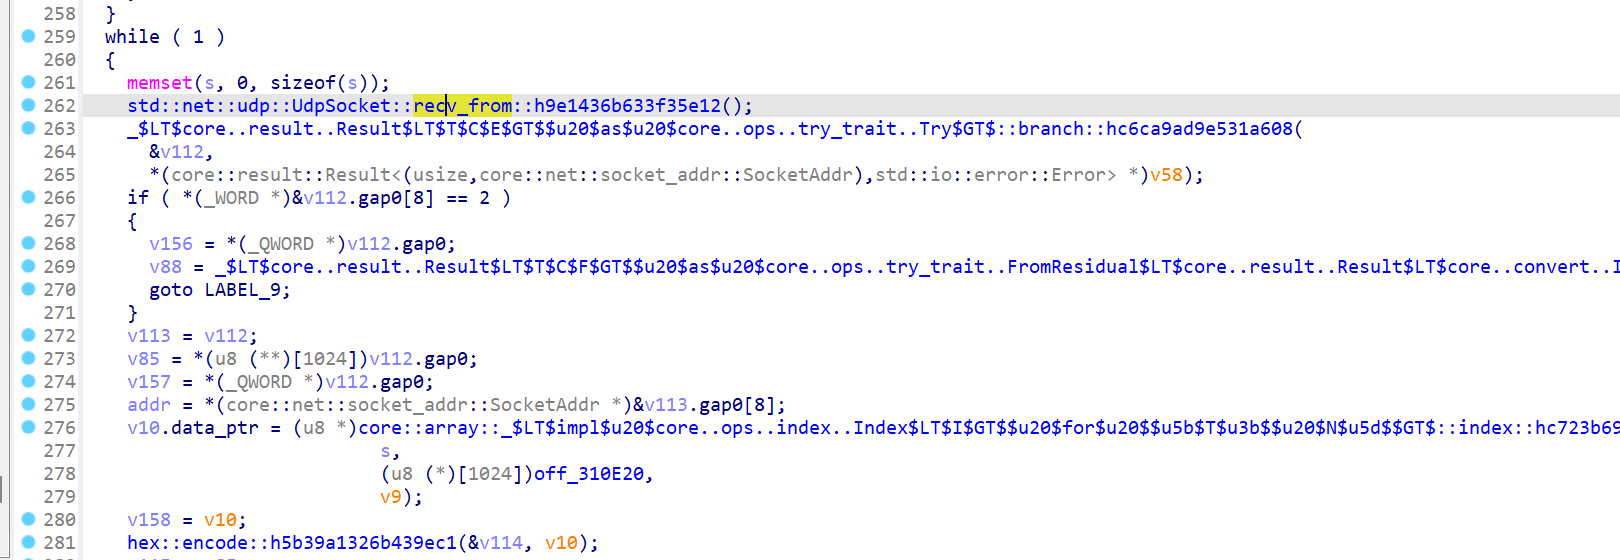 258 }
259 while ( 1 )
260 {
261 memset(s, 0, sizeof(s));
262 std::net::udp::UdpSocket::recv_from::h9e1436b633f35e12();
263 _$LT$core..result..Result$LT$T$C$E$GT$$u20$as$u20$core..ops..try_trait..Try$GT$::branch::hc6ca9ad9e531a608(
264 &v112,
265 *(core::result::Result<(usize,core::net::socket_addr::SocketAddr),std::io::error::Error> *)v58);
266 if ( *(_WORD *)&v112.gap0[8] == 2 )
267 {
268 v156 = *(_QWORD *)v112.gap0;
269 v88 = _$LT$core..result..Result$LT$T$C$F$GT$$u20$as$u20$core..ops..try_trait..FromResidual$LT$core..result..Result$LT$core..convert..I
270 goto LABEL_9;
271 }
272 v113 = v112;
273 v85 = *(u8 (**)[1024])v112.gap0;
274 v157 = *(_QWORD *)v112.gap0;
275 addr = *(core::net::socket_addr::SocketAddr *)&v113.gap0[8];
276 v10.data_ptr = (u8 *)core::array::_$LT$impl$u20$core..ops..index..Index$LT$I$GT$$u20$for$u20$$u5b$T$u3b$$u20$N$u5d$$GT$::index::hc723b69
277 s,
278 (u8 (*)[1024])off_310E20,
279 v9);
280 v158 = v10;
281 hex::encode::h5b39a1326b439ec1(&v114, v10);